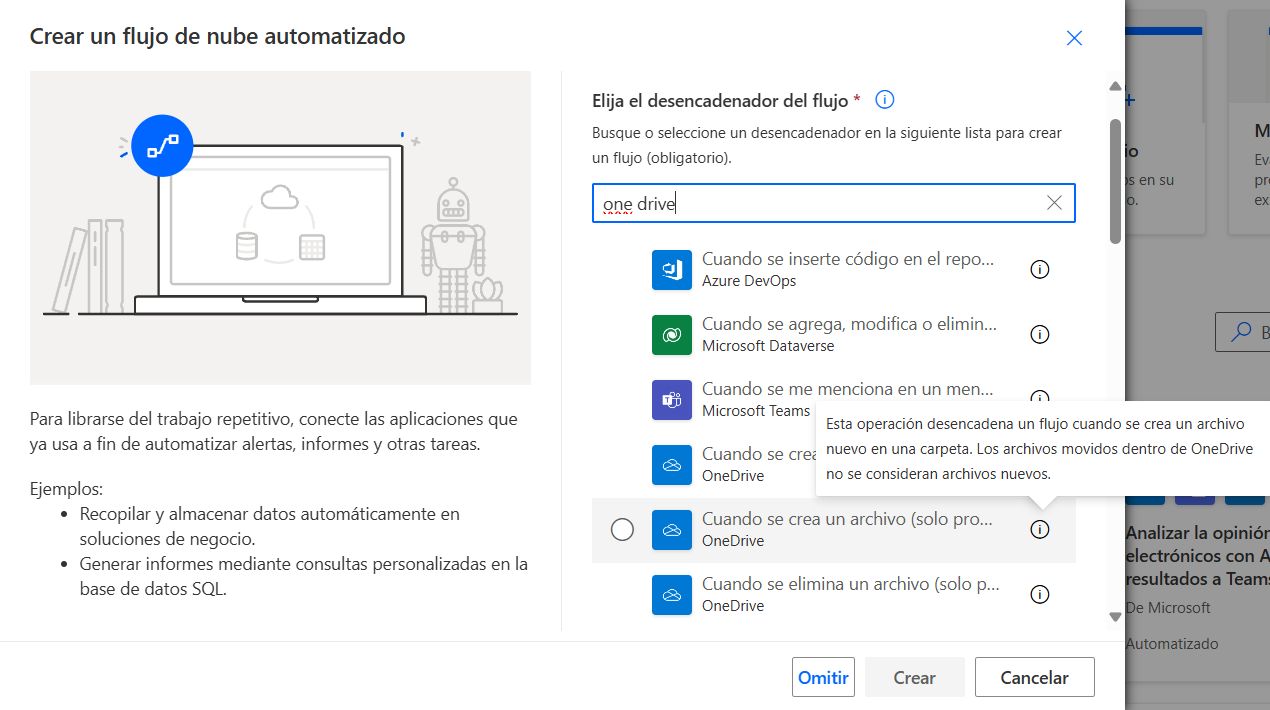 Crear un flujo de nube automatizado
Para librarse del trabajo repetitivo, conecte las aplicaciones que
ya usa a fin de automatizar alertas, informes y otras tareas.
Ejemplos:
Recopilar y almacenar datos automáticamente en
soluciones de negocio.
Generar informes mediante consultas personalizadas en la
base de datos SQL.
Elija el desencadenador del flujo *
Busque o seleccione un desencadenador en la siguiente lista para crear
un flujo (obligatorio).
one drive
Cuando se inserte código en el repo...
Azure DevOps
Cuando se agrega, modifica o elimin...
Microsoft Dataverse
Cuando se me menciona en un men...
Microsoft Teams
Cuando se crea
OneDrive
Esta operación desencadena un flujo cuando se crea un archivo
nuevo en una carpeta. Los archivos movidos dentro de OneDrive
no se consideran archivos nuevos.
Cuando se crea un archivo (solo pro...
OneDrive
Cuando se elimina un archivo (solo p...
OneDrive
Omitir
Crear
Cancelar
en su
Analizar la opinión
electrónicos con A
resultados a Teams
De Microsoft
Automatizado